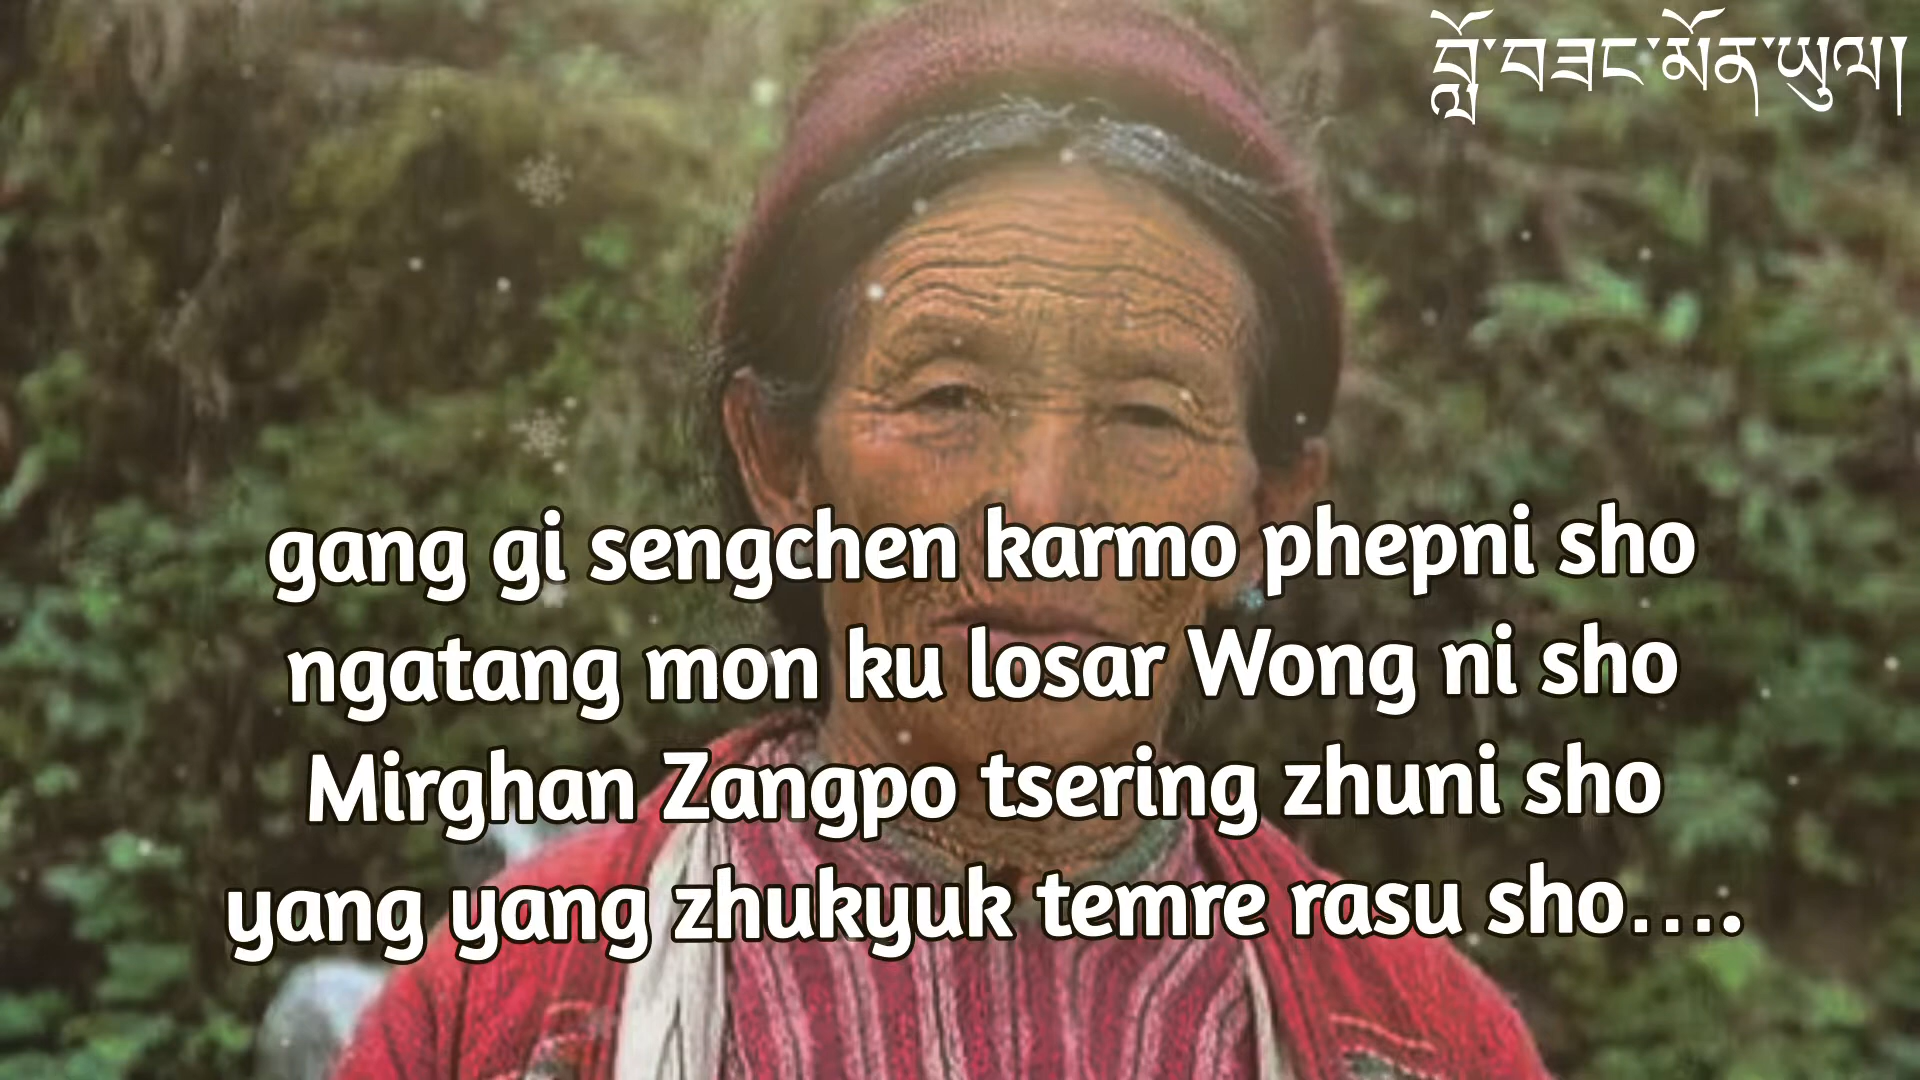 བློ་བཟང་མོན་ཡུལ།
gang gi sengchen karmo phepni sho
ngatang mon ku losar Wong ni sho
Mirghan Zangpo tsering zhuni sho
yang yang zhukyuk temre rasu sho....